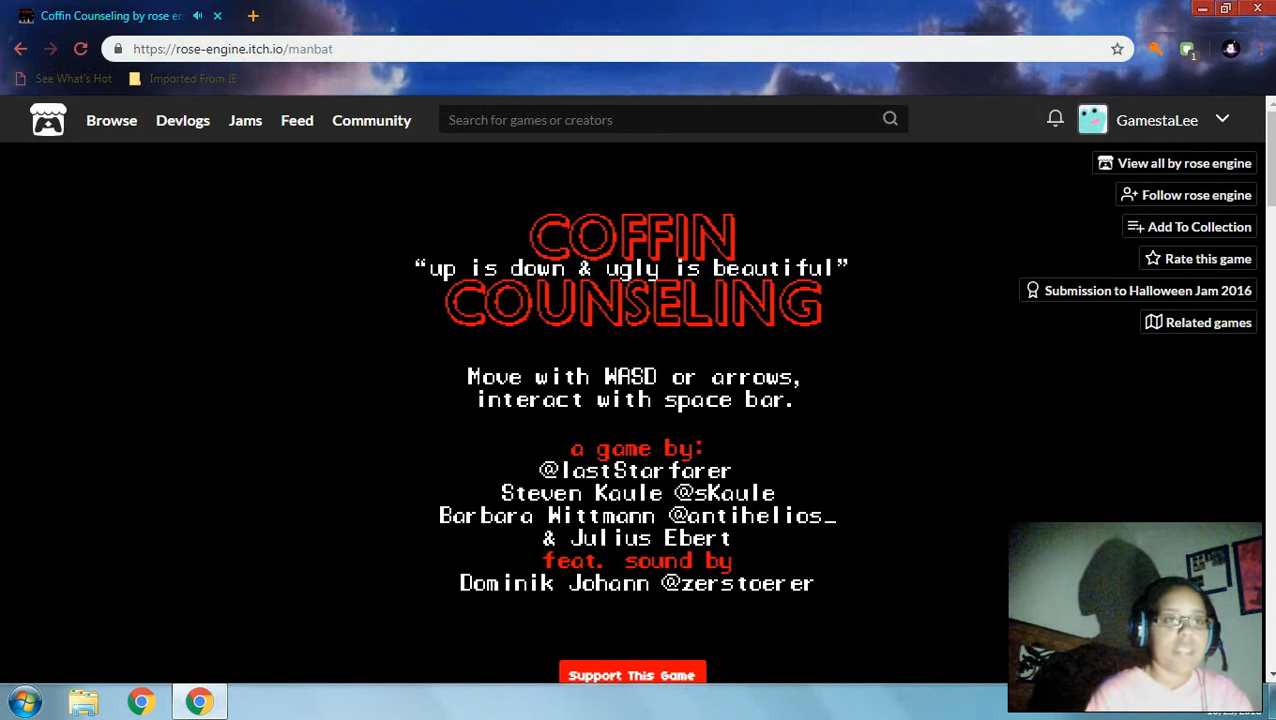 Coffin Counseling by rose en
https://rose-engine.itch.io/manbat
1
See What's Hot Imported From IE
Browse Devlogs Jams Feed Community Search for games or creators GamestaLee
View all by rose engine
Follow rose engine
Add To Collection
Rate this game
Submission to Halloween Jam 2016
Related games
COFFIN
“up is down & ugly is beautiful”
COUNSELING
Move with WASD or arrows,
interact with space bar.
a game by:
@lastStarfarer
Steven Kaule @sKaule
Barbara Wittmann @antihelios_
& Julius Ebert
feat. sound by
Dominik Johann @zerstoerer
Support This Game